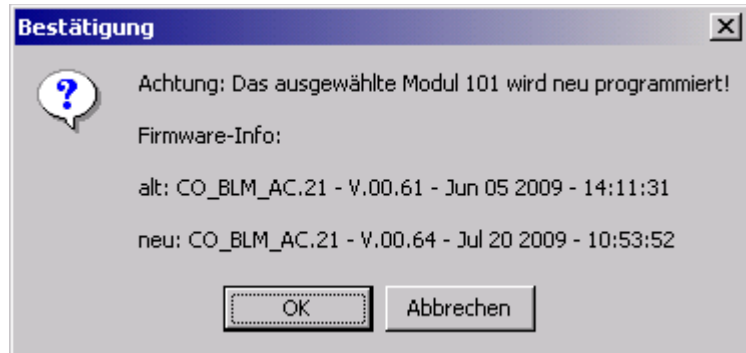 Bestätigung
Achtung: Das ausgewählte Modul 101 wird neu programmiert!
Firmware-Info:
alt: CO_BLM_AC.21 - V.00.61 - Jun 05 2009 - 14:11:31
neu: CO_BLM_AC.21 - V.00.64 - Jul 20 2009 - 10:53:52
OK
Abbrechen